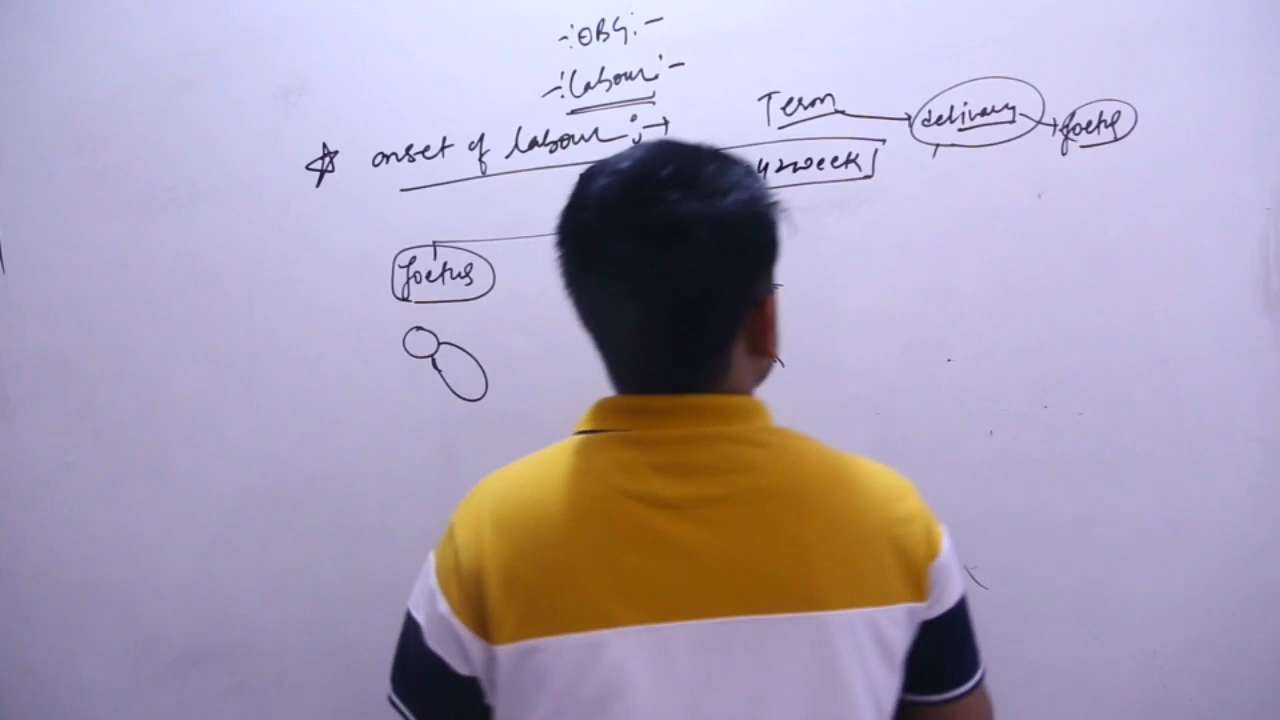 -:OBG:-
-:Labour:-
Term → delivery → foetus
☆ onset of labour :→
42week
foetus